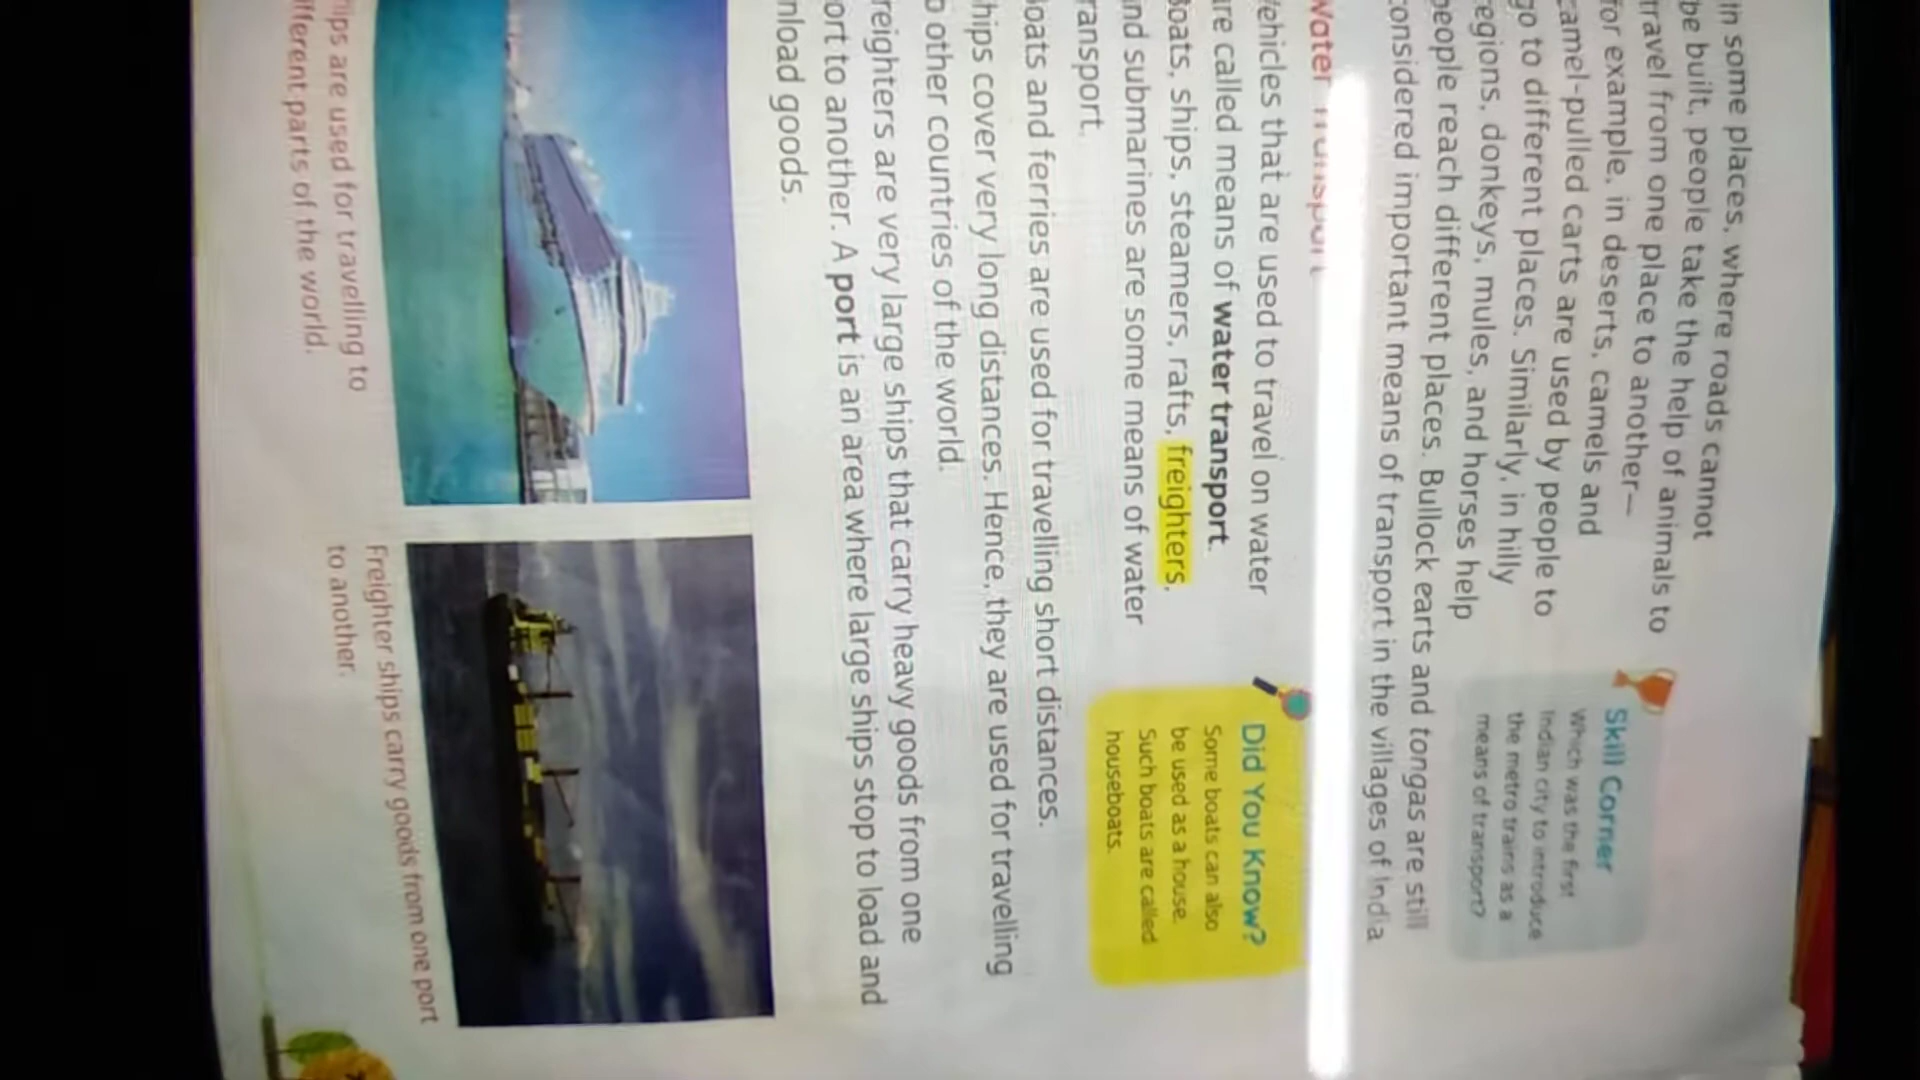 in some places, where roads cannot
be built, people take the help of animals to
travel from one place to another—
for example, in deserts, camels and
camel-pulled carts are used by people to
go to different places. Similarly, in hilly
regions, donkeys, mules, and horses help
people reach different places. Bullock earts and tongas are still
considered important means of transport in the villages of India
Skill Corner
Which was the first
Indian city to introduce
the metro trains as a
means of transport?
Water Transport
Vehicles that are used to travel on water
are called means of water transport.
Boats, ships, steamers, rafts, freighters,
and submarines are some means of water
ransport.
Did You Know?
Some boats can also
be used as a house.
Such boats are called
houseboats.
Boats and ferries are used for travelling short distances.
hips cover very long distances. Hence, they are used for travelling
o other countries of the world.
reighters are very large ships that carry heavy goods from one
ort to another. A port is an area where large ships stop to load and
nload goods.
hips are used for travelling to
ifferent parts of the world.
Freighter ships carry goods from one port
to another.